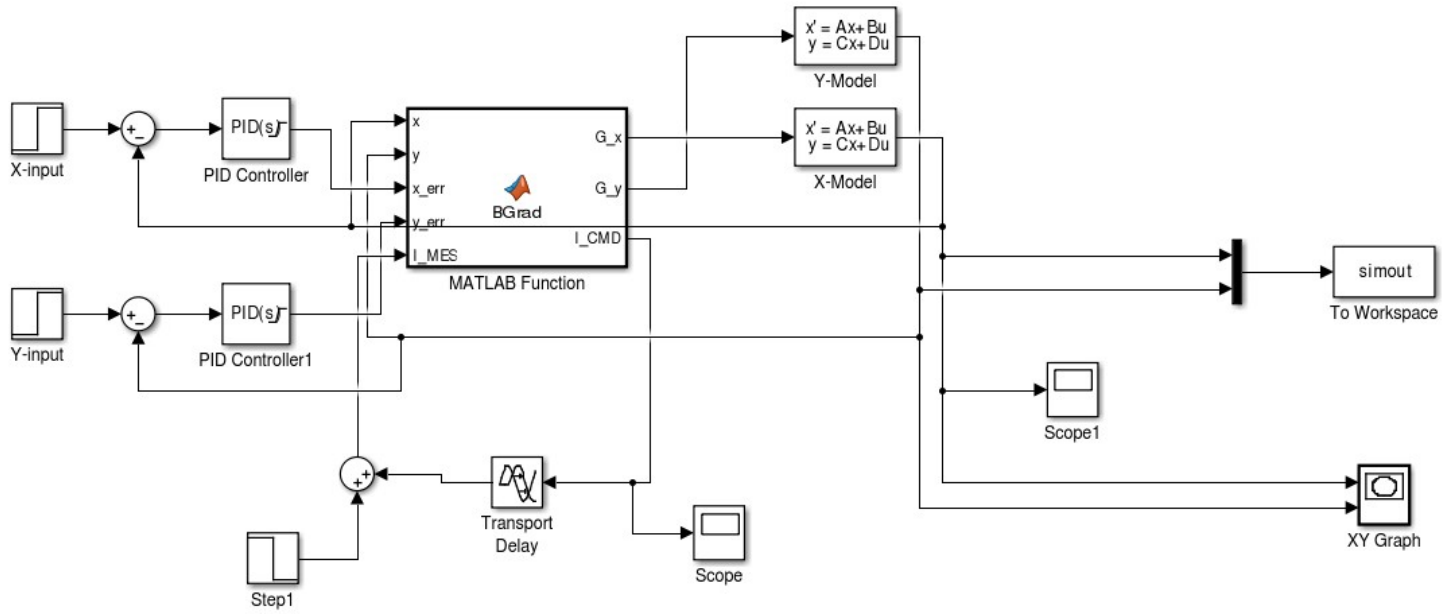 x' = Ax+Bu
y = Cx+Du
Y-Model
X-input
+
−
PID(s)
PID Controller
x
y
x_err
y_err
I_MES
BGrad
G_x
G_y
I_CMD
MATLAB Function
x' = Ax+Bu
y = Cx+Du
X-Model
simout
To Workspace
Y-input
+
−
PID(s)
PID Controller1
Scope1
+
+
Transport
Delay
Scope
Step1
XY Graph